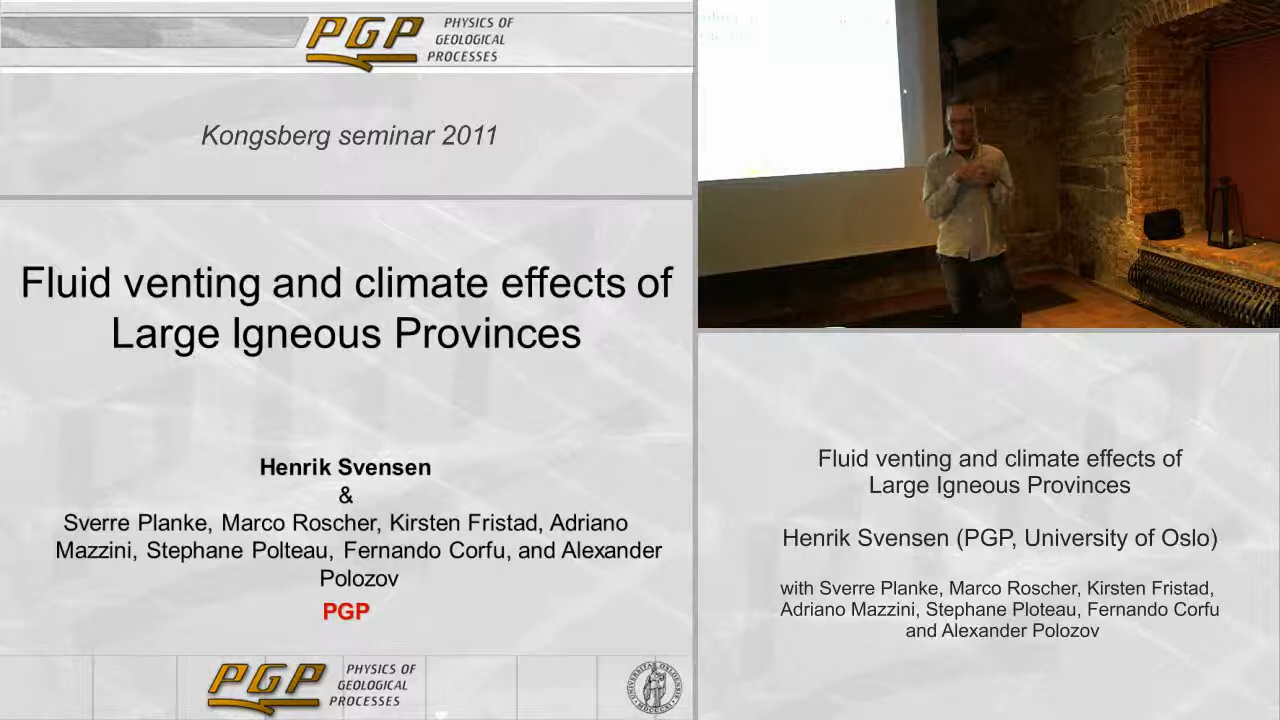 PGP
PHYSICS OF
GEOLOGICAL
PROCESSES
Kongsberg seminar 2011
Fluid venting and climate effects of
Large Igneous Provinces
Henrik Svensen
&
Sverre Planke, Marco Roscher, Kirsten Fristad, Adriano
Mazzini, Stephane Polteau, Fernando Corfu, and Alexander
Polozov
PGP
PGP
PHYSICS OF
GEOLOGICAL
PROCESSES
Fluid venting and climate effects of
Large Igneous Provinces
Henrik Svensen (PGP, University of Oslo)
with Sverre Planke, Marco Roscher, Kirsten Fristad,
Adriano Mazzini, Stephane Ploteau, Fernando Corfu
and Alexander Polozov